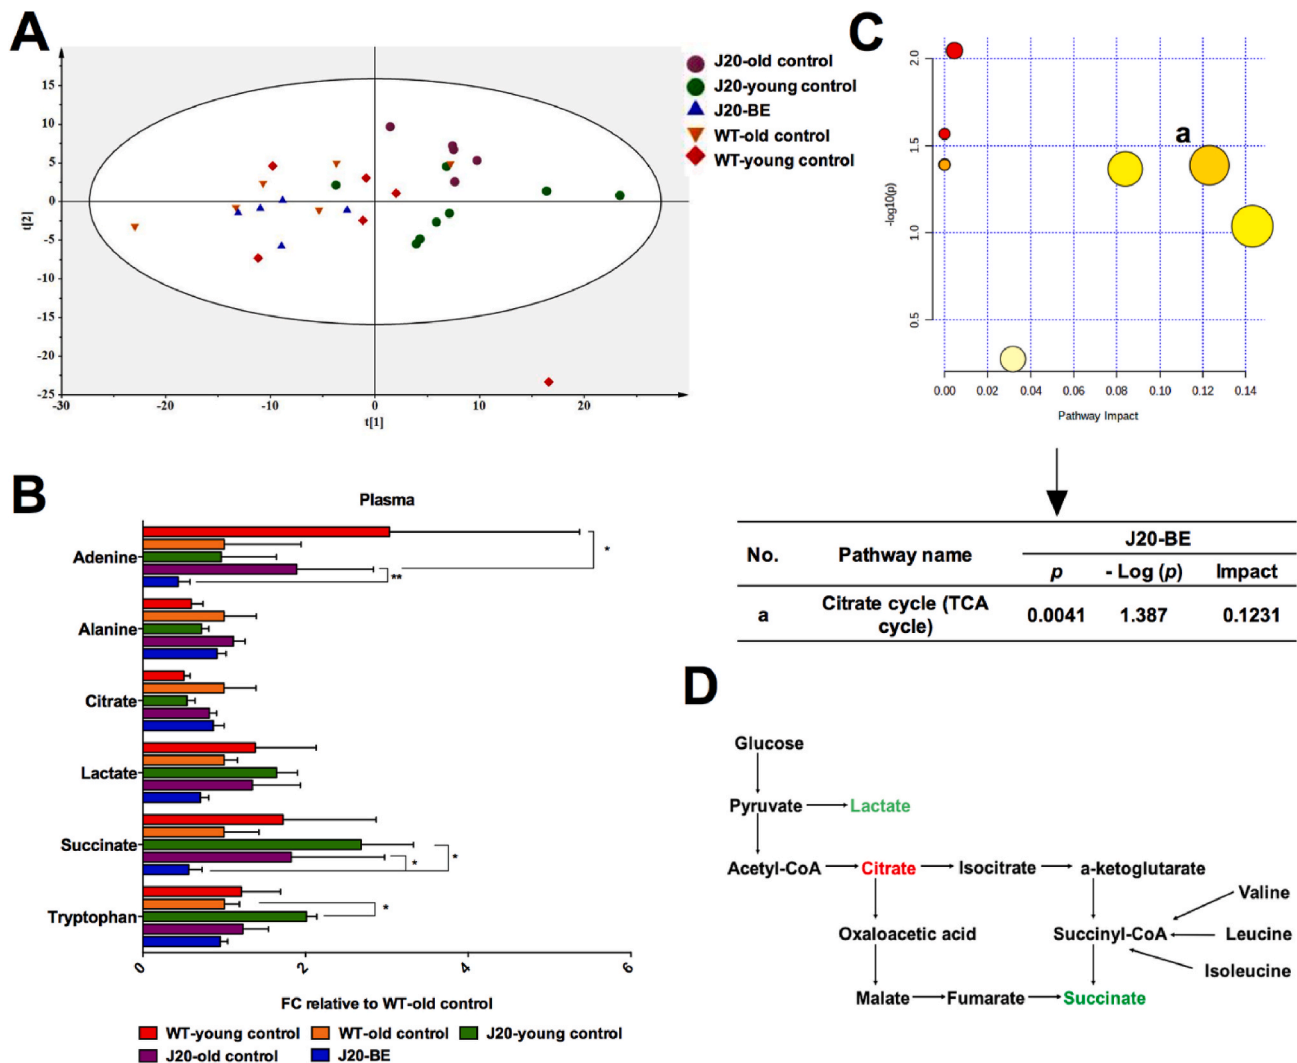 A
15
10
5
0
-5
-10
-15
-20
-25
-30
-20
-10
0
10
20
t[2]
t[1]
J20-old control
J20-young control
J20-BE
WT-old control
WT-young control
C
2.0
1.5
1.0
0.5
-log10(p)
a
0.00 0.02 0.04 0.06 0.08 0.10 0.12 0.14
Pathway Impact
B
Plasma
Adenine
Alanine
Citrate
Lactate
Succinate
Tryptophan
*
**
*
*
*
0 2 4 6
FC relative to WT-old control
WT-young control WT-old control J20-young control
J20-old control J20-BE
No. Pathway name J20-BE
p - Log (p) Impact
a Citrate cycle (TCA cycle) 0.0041 1.387 0.1231
D
Glucose
Pyruvate Lactate
Acetyl-CoA Citrate Isocitrate a-ketoglutarate
Valine
Oxaloacetic acid Succinyl-CoA Leucine
Isoleucine
Malate Fumarate Succinate